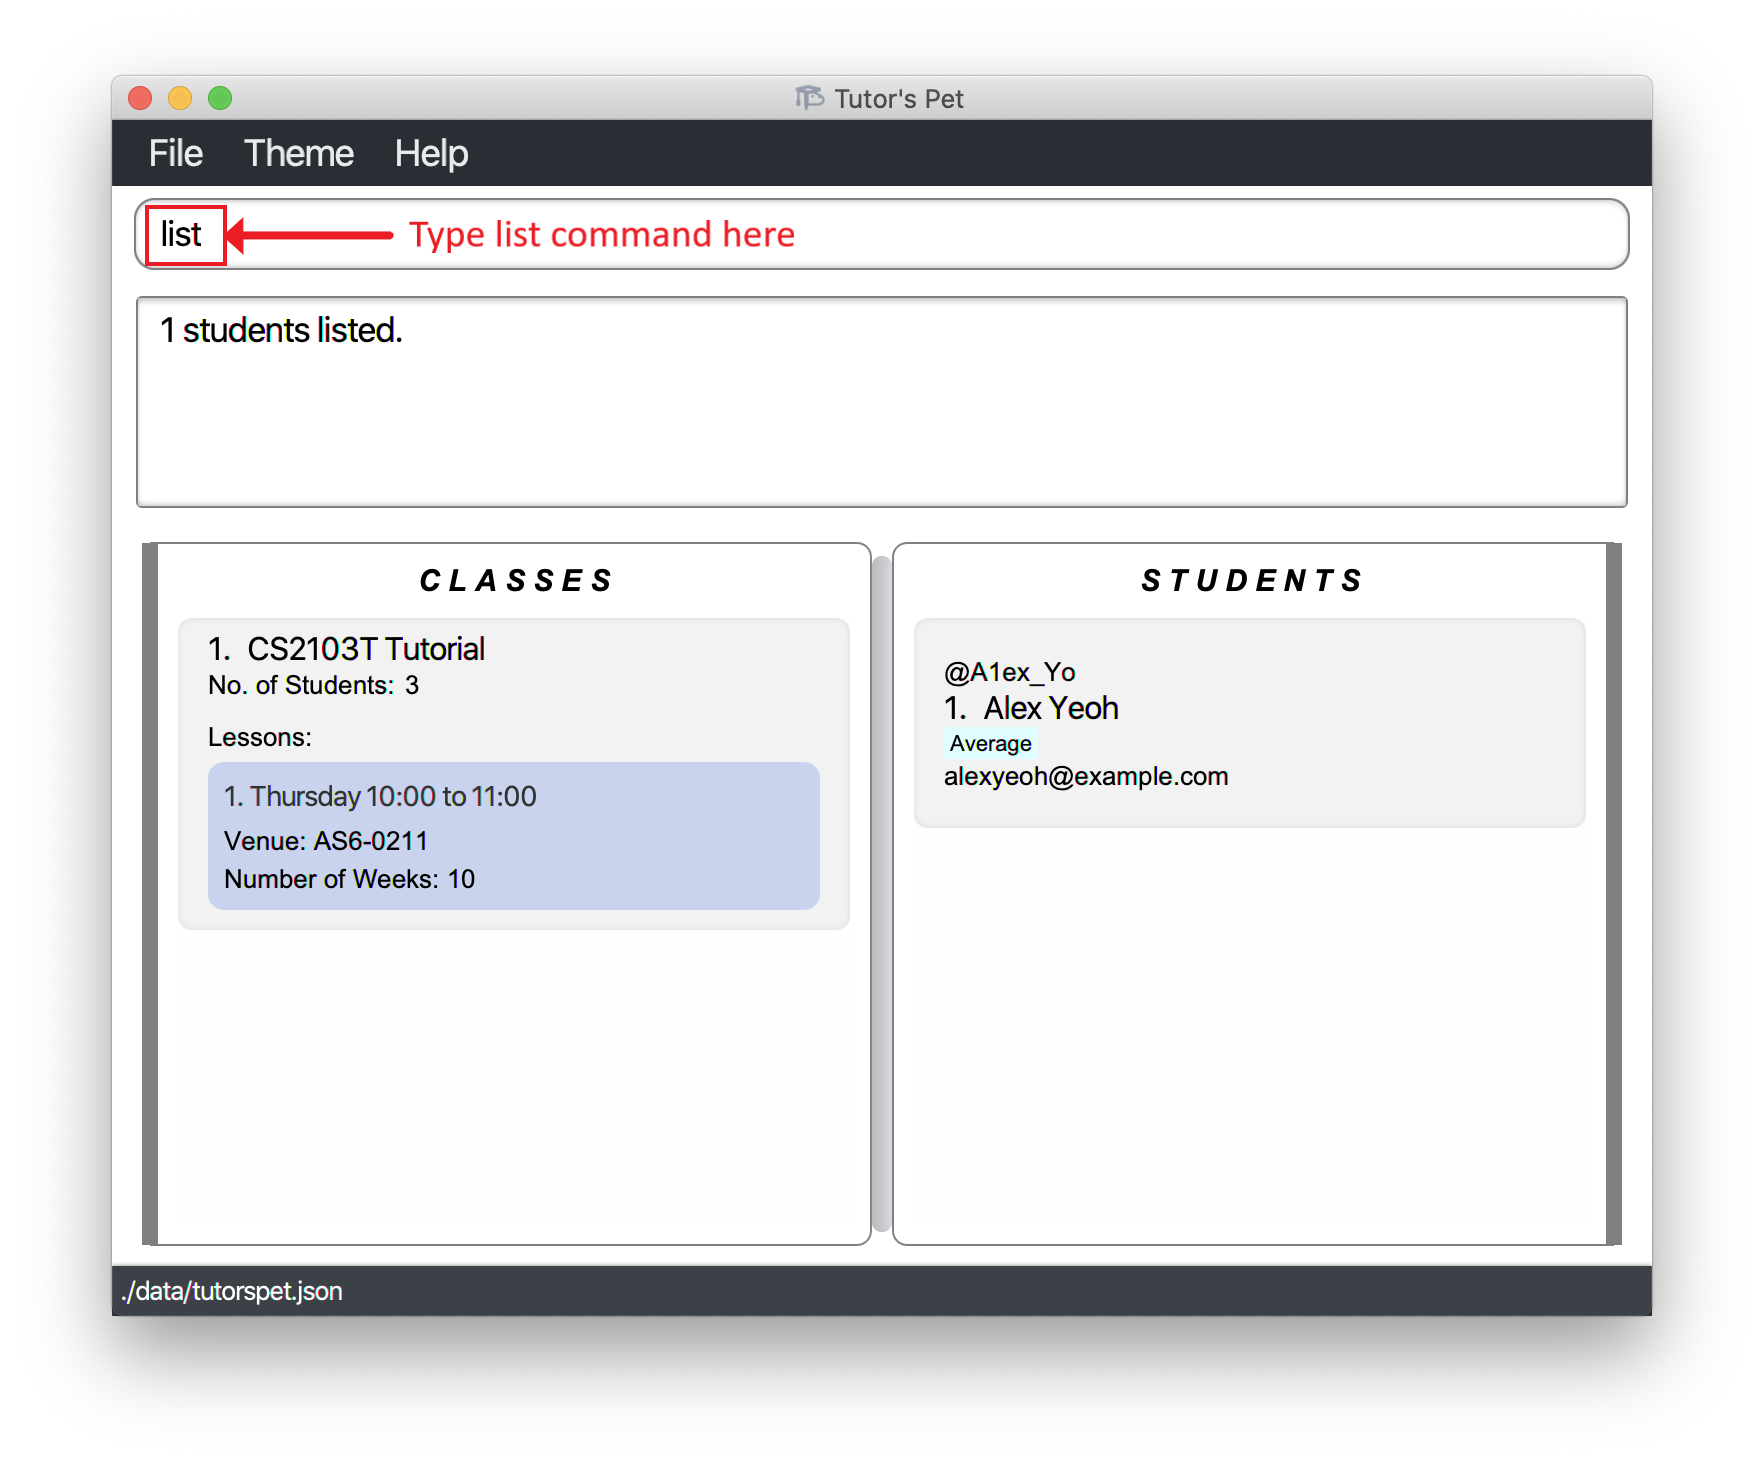 Tutor's Pet
File Theme Help
list Type list command here
1 students listed.
CLASSES
1. CS2103T Tutorial
No. of Students: 3
Lessons:
1. Thursday 10:00 to 11:00
Venue: AS6-0211
Number of Weeks: 10
STUDENTS
@A1ex_Yo
1. Alex Yeoh
Average
alexyeoh@example.com
./data/tutorspet.json